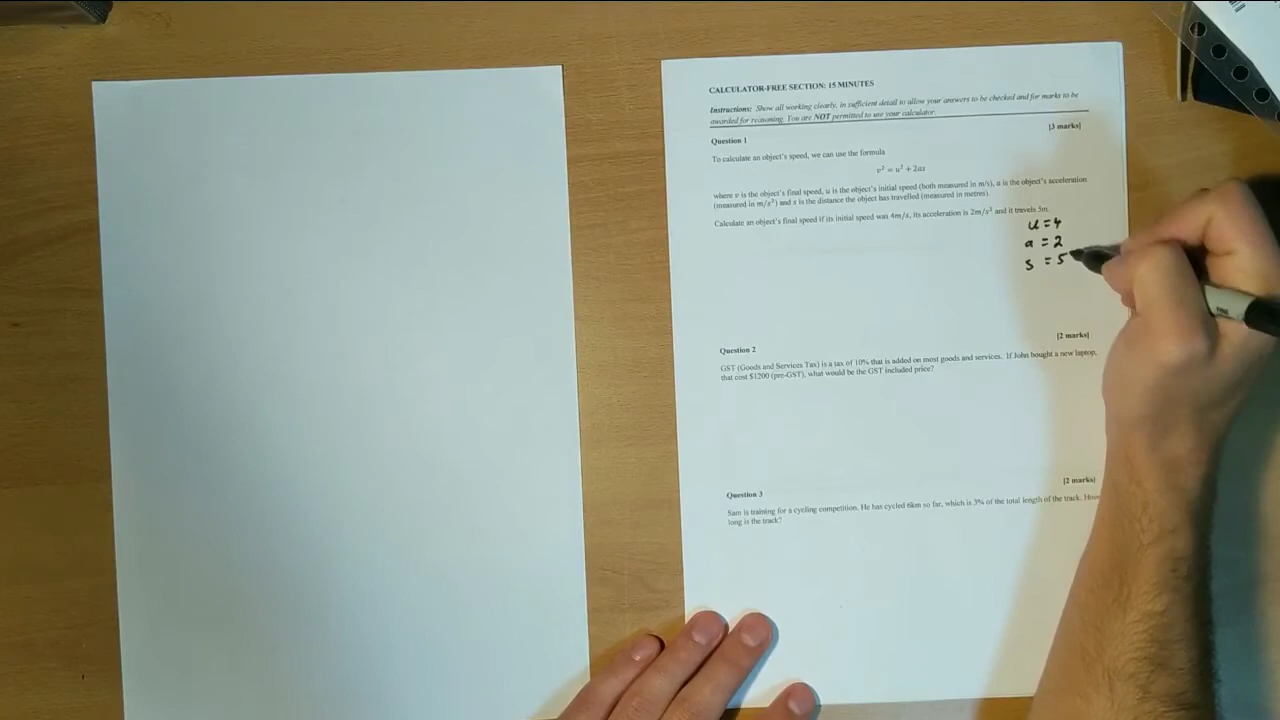 CALCULATOR-FREE SECTION: 15 MINUTES
Instructions: Show all working clearly, in sufficient detail to allow your answers to be checked and for marks to be
awarded for reasoning. You are NOT permitted to use your calculator.
[3 marks]
Question 1
To calculate an object's speed, we can use the formula
v² = u² + 2as
where v is the object's final speed, u is the object's initial speed (both measured in m/s), a is the object's acceleration
(measured in m/s²) and s is the distance the object has travelled (measured in metres).
Calculate an object's final speed if its initial speed was 4m/s, its acceleration is 2m/s² and it travels 5m.
u = 4
a = 2
s = 5
[2 marks]
Question 2
GST (Goods and Services Tax) is a tax of 10% that is added on most goods and services. If John bought a new laptop,
that cost $1200 (pre-GST), what would be the GST included price?
[2 marks]
Question 3
Sam is training for a cycling competition. He has cycled 6km so far, which is 3% of the total length of the track. How
long is the track?